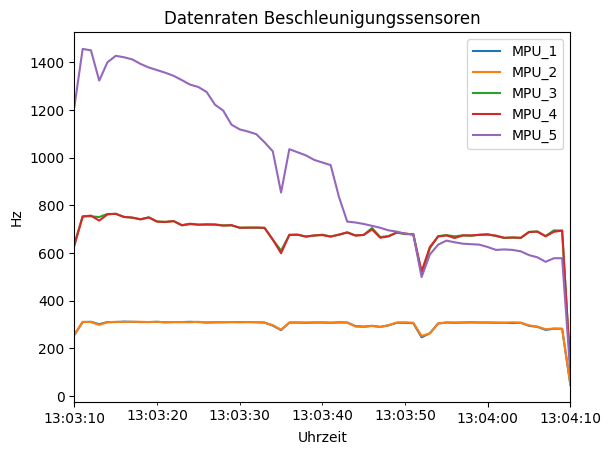 Datenraten Beschleunigungssensoren
MPU_1
MPU_2
MPU_3
MPU_4
MPU_5
1400
1200
1000
800
600
400
200
0
Hz
13:03:10 13:03:20 13:03:30 13:03:40 13:03:50 13:04:00 13:04:10
Uhrzeit